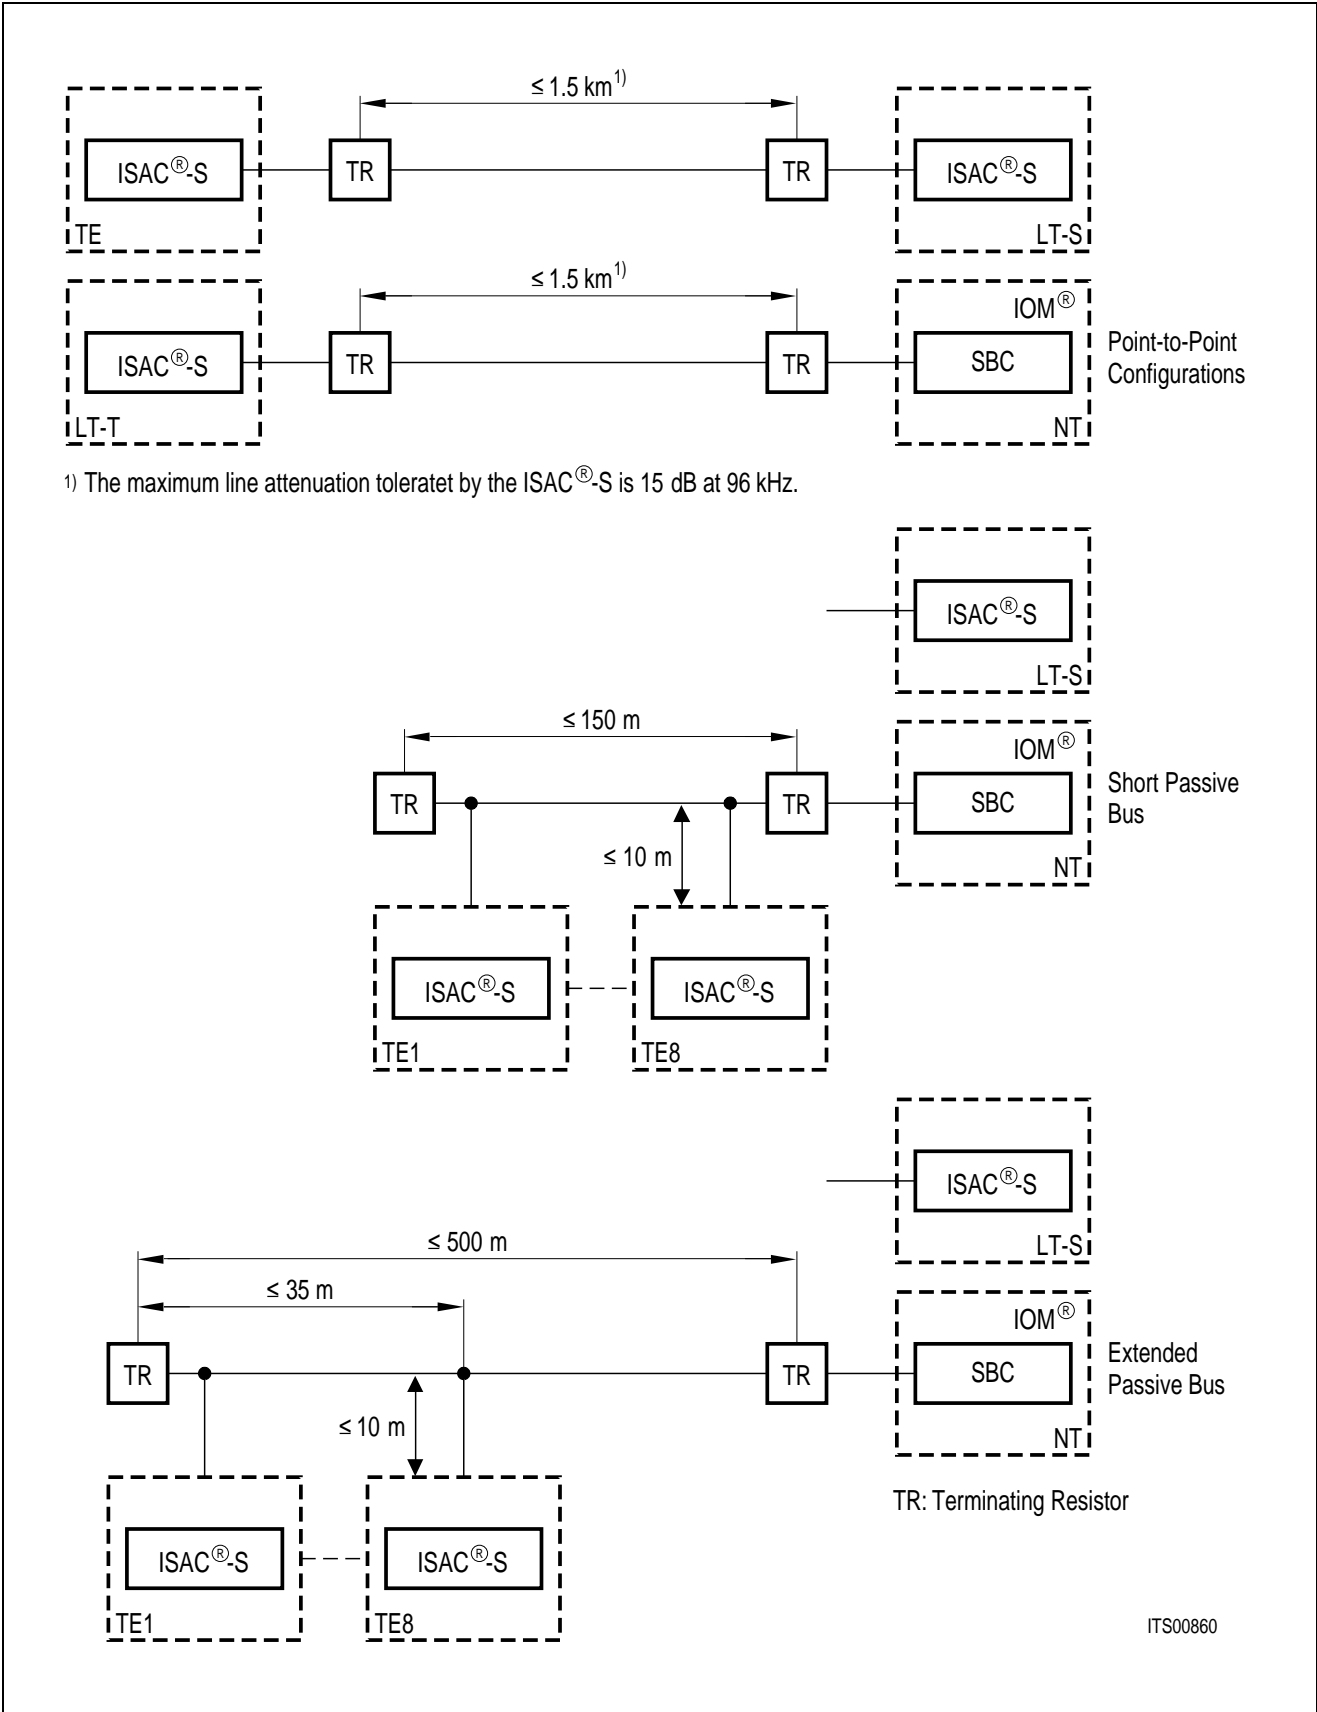 ≤ 1.5 km1)
ISAC®-S
TR
TR
ISAC®-S
TE
LT-S
≤ 1.5 km1)
IOM®
ISAC®-S
TR
TR
SBC
Point-to-Point
Configurations
LT-T
NT
1) The maximum line attenuation toleratet by the ISAC®-S is 15 dB at 96 kHz.
ISAC®-S
LT-S
≤ 150 m
IOM®
TR
TR
SBC
Short Passive
Bus
≤ 10 m
NT
ISAC®-S
ISAC®-S
TE1
TE8
ISAC®-S
LT-S
≤ 500 m
≤ 35 m
IOM®
TR
TR
SBC
Extended
Passive Bus
≤ 10 m
NT
TR: Terminating Resistor
ISAC®-S
ISAC®-S
TE1
TE8
ITS00860